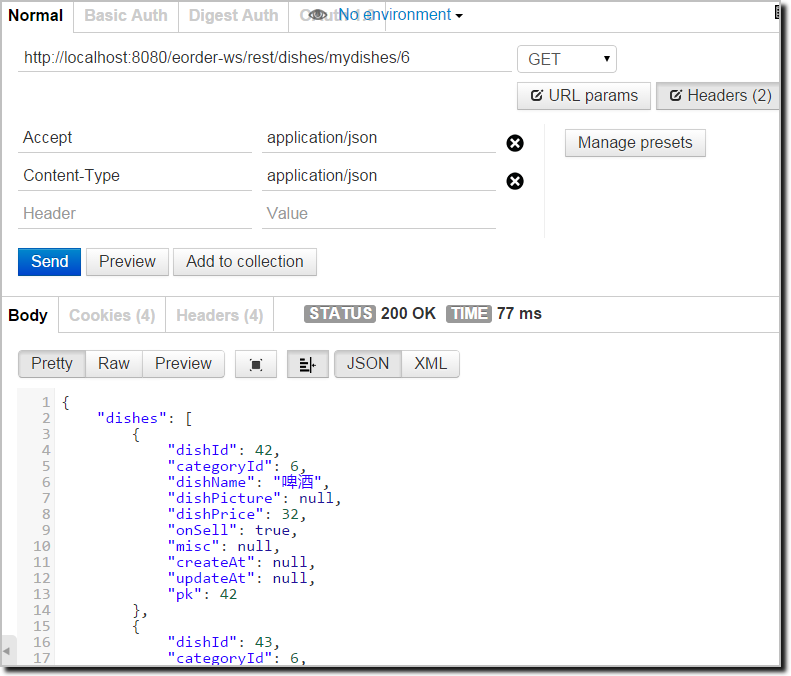 Normal Basic Auth Digest Auth No environment
http://localhost:8080/eorder-ws/rest/dishes/mydishes/6 GET
URL params Headers (2)
Accept application/json Manage presets
Content-Type application/json
Header Value
Send Preview Add to collection
Body Cookies (4) Headers (4) STATUS 200 OK TIME 77 ms
Pretty Raw Preview JSON XML
1 {
2 "dishes": [
3 {
4 "dishId": 42,
5 "categoryId": 6,
6 "dishName": "啤酒",
7 "dishPicture": null,
8 "dishPrice": 32,
9 "onSell": true,
10 "misc": null,
11 "createAt": null,
12 "updateAt": null,
13 "pk": 42
14 },
15 {
16 "dishId": 43,
17 "categoryId": 6,